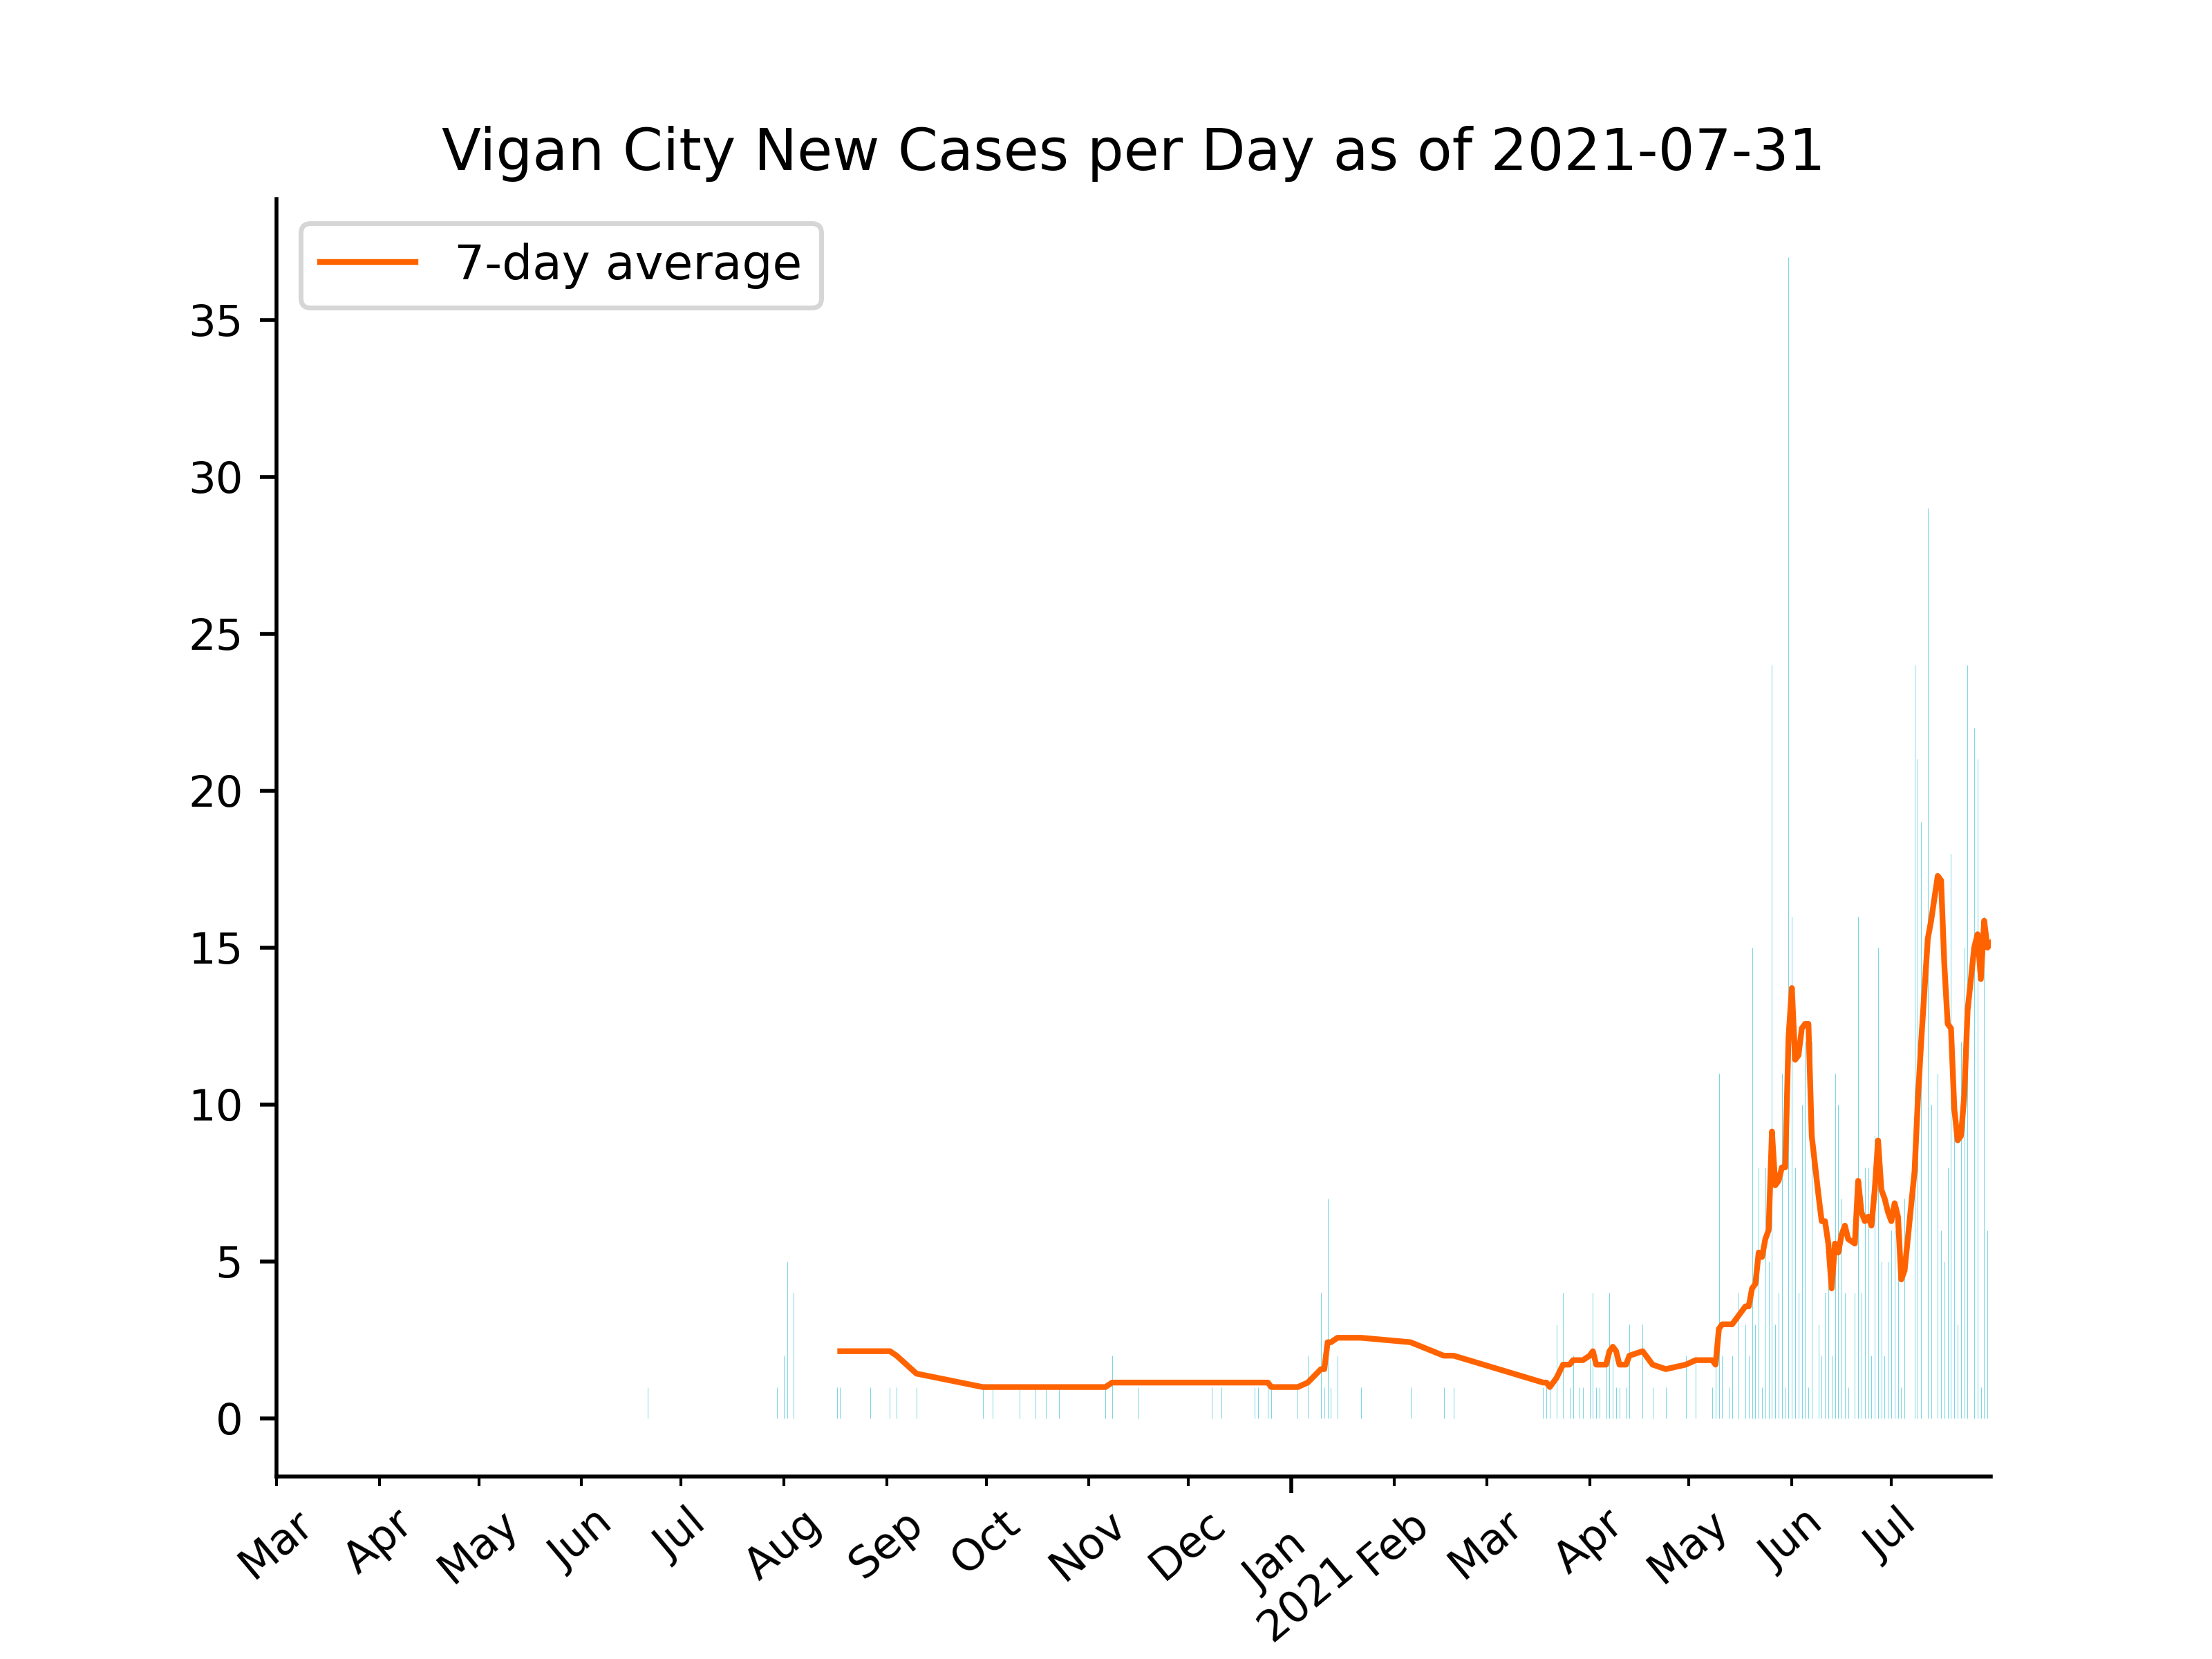 Vigan City New Cases per Day as of 2021-07-31
7-day average
35
30
25
20
15
10
5
0
Mar
Apr
May
Jun
Jul
Aug
Sep
Oct
Nov
Dec
Jan
2021
Feb
Mar
Apr
May
Jun
Jul